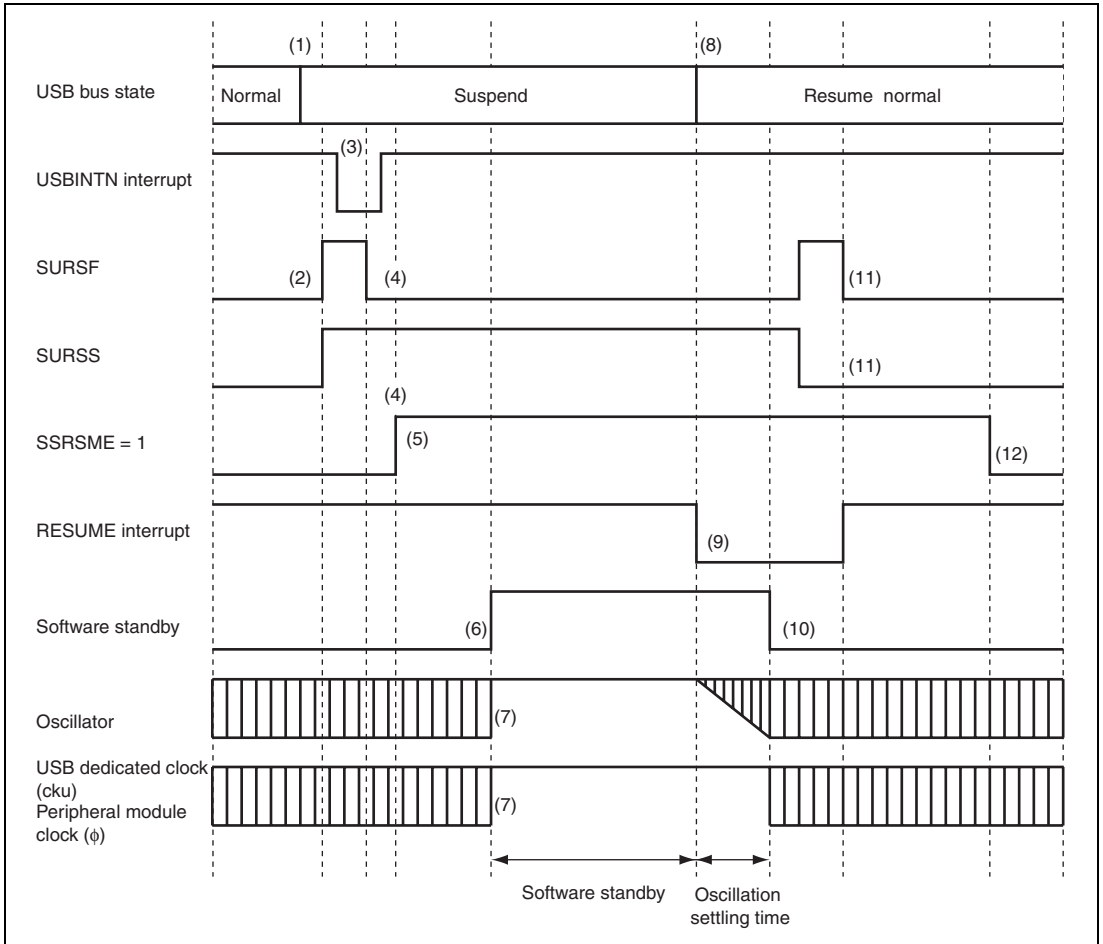 (1)
(8)
USB bus state
Normal
Suspend
Resume normal
(3)
USBINTN interrupt
SURSF
(2)
(4)
(11)
SURSS
(11)
(4)
SSRSME = 1
(5)
(12)
RESUME interrupt
(9)
Software standby
(6)
(10)
Oscillator
(7)
USB dedicated clock
(cku)
Peripheral module
clock (ϕ)
(7)
Software standby
Oscillation
settling time